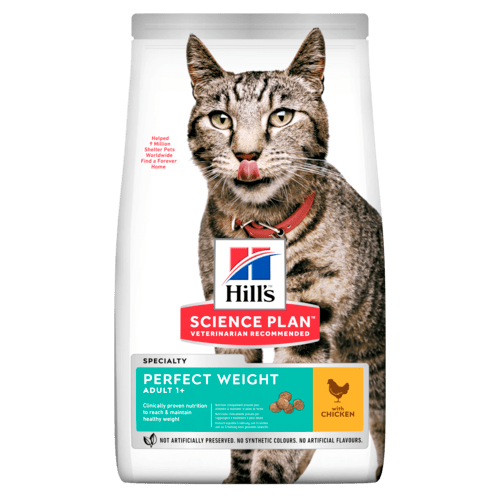 Helped
9 Million
Shelter Pets
Worldwide
Find a Forever
Home
Hill's
SCIENCE PLAN™
VETERINARIAN RECOMMENDED
SPECIALTY
PERFECT WEIGHT
ADULT 1+
Clinically proven nutrition
to reach & maintain
healthy weight
with
CHICKEN
NOT ARTIFICIALLY PRESERVED. NO SYNTHETIC COLOURS. NO ARTIFICIAL FLAVOURS.